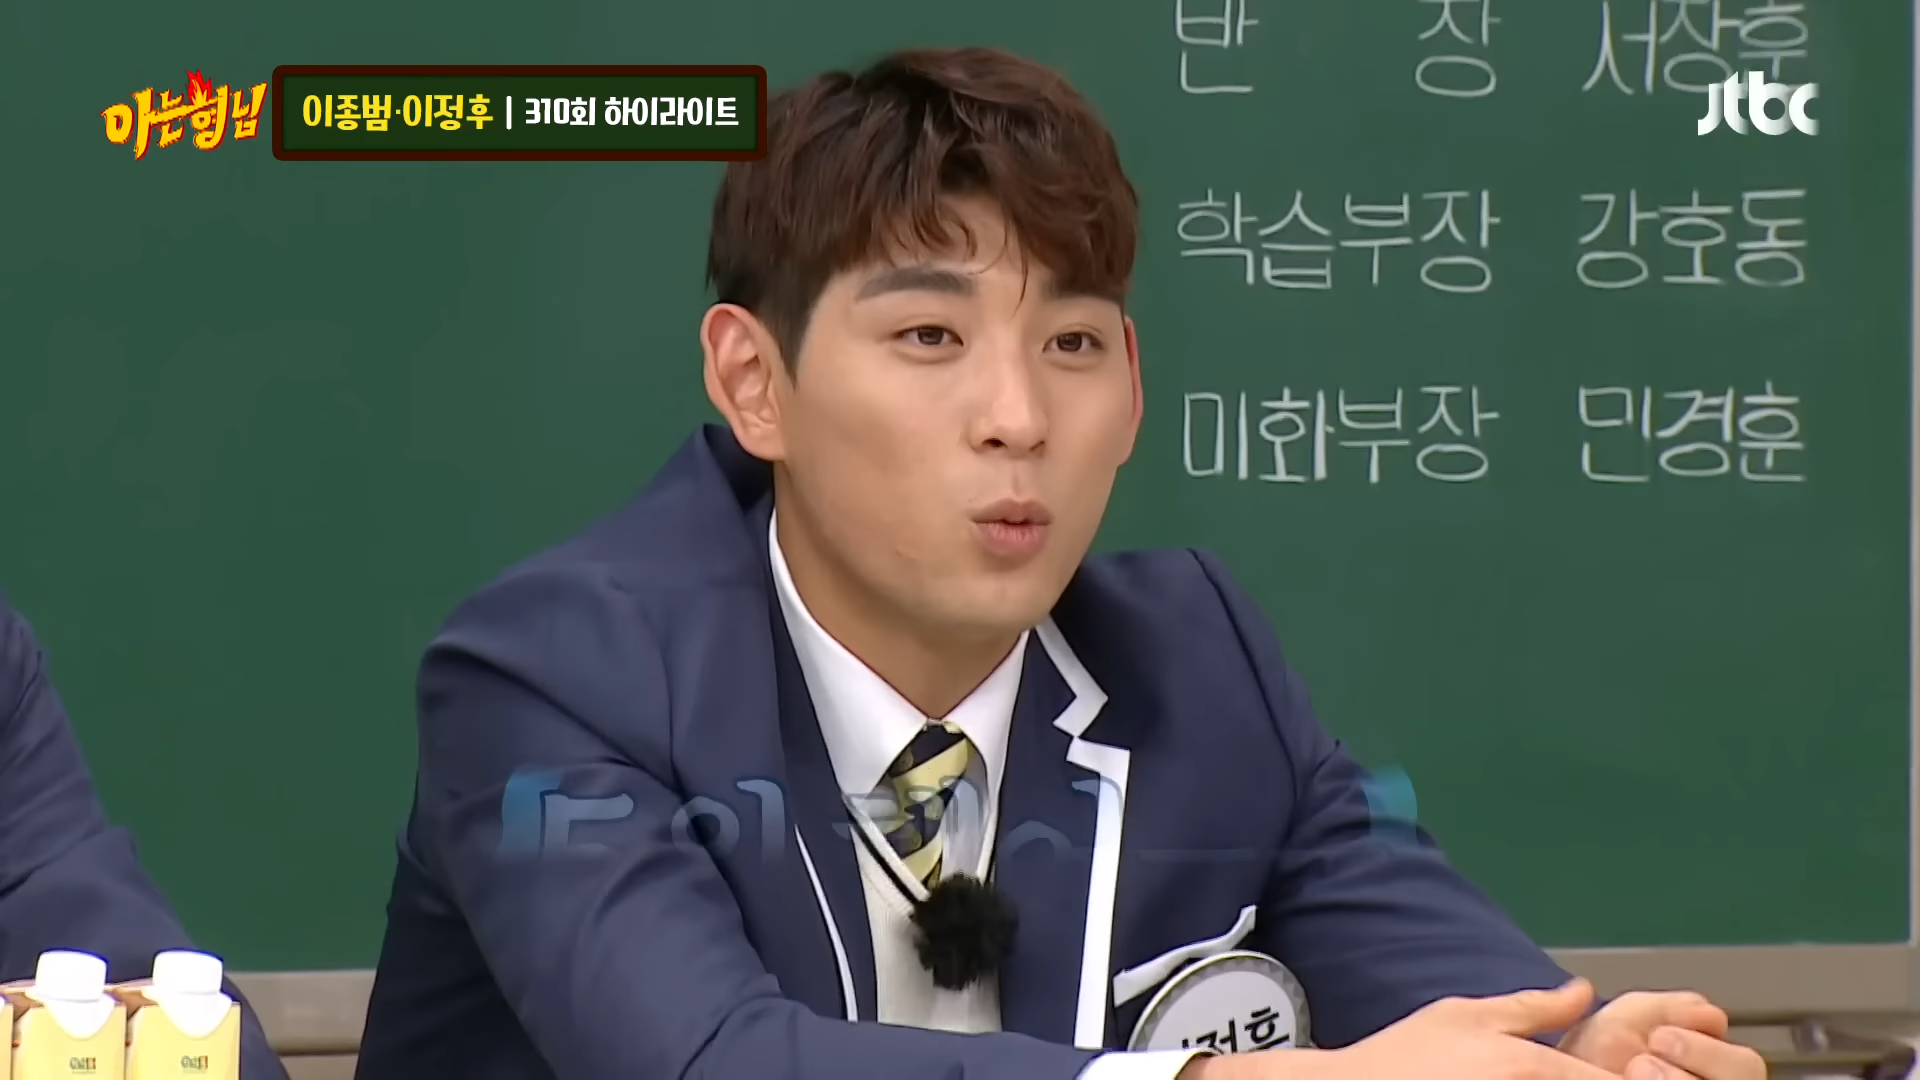 아는형님
이종범·이정후 | 310회 하이라이트
jtbc
반 장 서장훈
학습부장 강호동
미화부장 민경훈